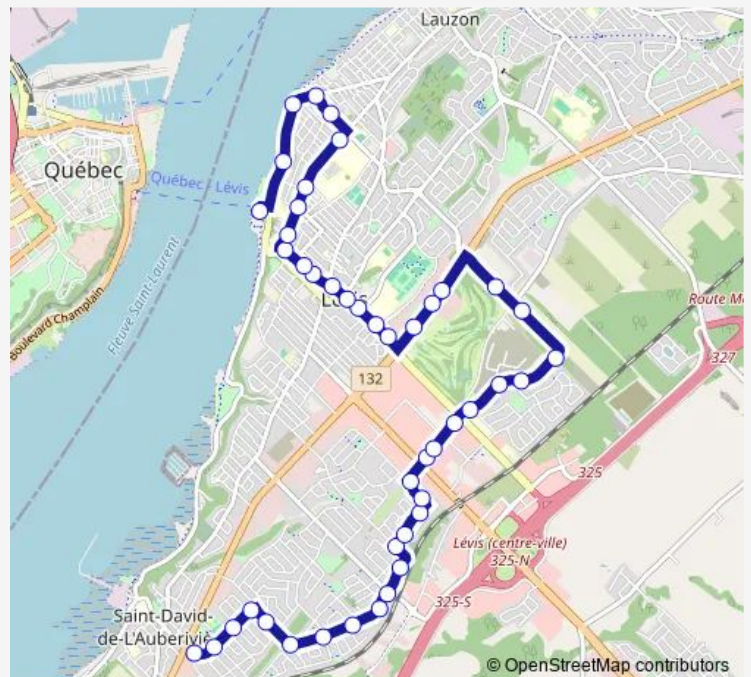 Lauzon
Québec
Québec - Lévis
Fleuve Saint-Laurent
Boulevard Champlain
Route M
132
327
325
Lévis (centre-ville)
325-N
325-S
Saint-David-
de-L'Auberivi
© OpenStreetMap contributors